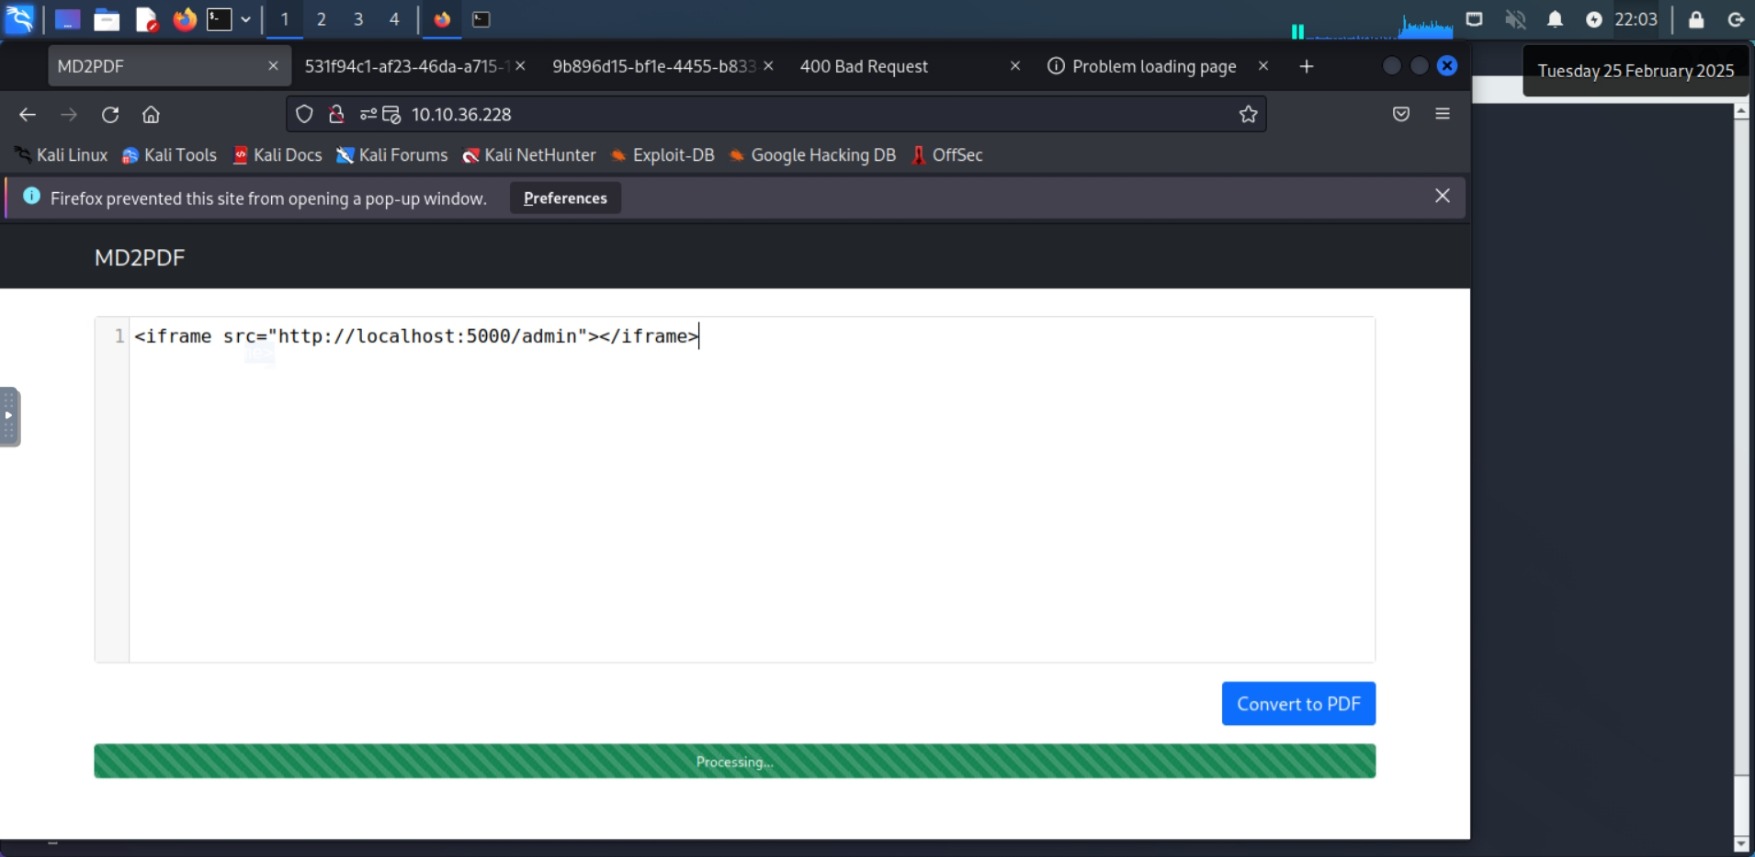 1 2 3 4 22:03
MD2PDF 531f94c1-af23-46da-a715-1 9b896d15-bf1e-4455-b833 400 Bad Request Problem loading page
Tuesday 25 February 2025
10.10.36.228
Kali Linux Kali Tools Kali Docs Kali Forums Kali NetHunter Exploit-DB Google Hacking DB OffSec
Firefox prevented this site from opening a pop-up window. Preferences
MD2PDF
1 <iframe src="http://localhost:5000/admin"></iframe>
Convert to PDF
Processing...